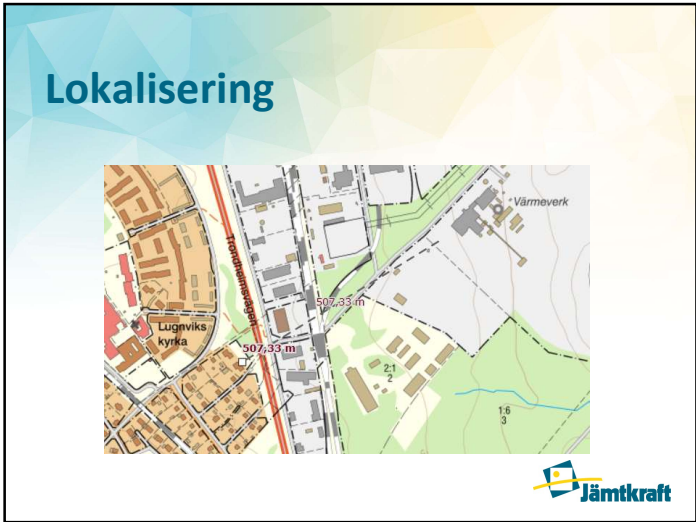 Lokalisering
Värmeverk
Trondheimsvägen
507,33 m
Lugnviks
kyrka
507,33 m
2:1
2
1:6
3
Jämtkraft